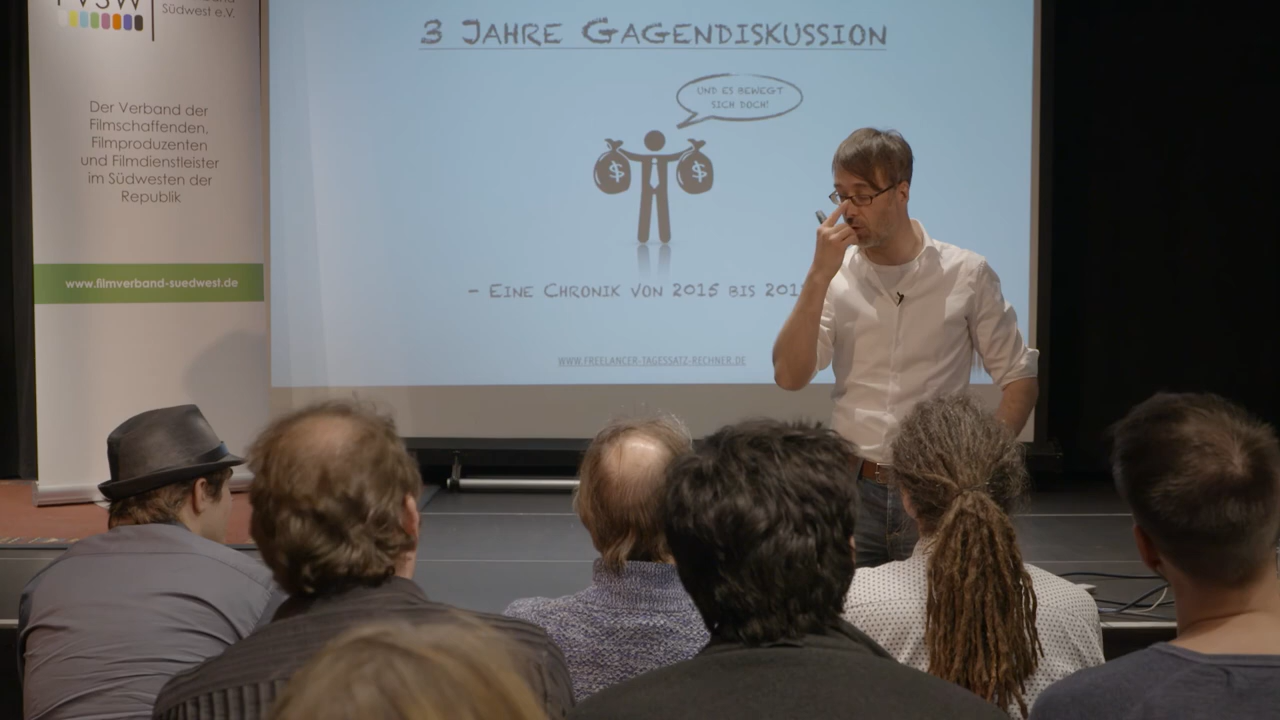 Südwest e.V.
Der Verband der
Filmschaffenden,
Filmproduzenten
und Filmdienstleister
im Südwesten der
Republik
www.filmverband-suedwest.de
3 JAHRE GAGENDISKUSSION
UND ES BEWEGT
SICH DOCH!
$ $
- EINE CHRONIK VON 2015 BIS 201
WWW.FREELANCER-TAGESSATZ-RECHNER.DE